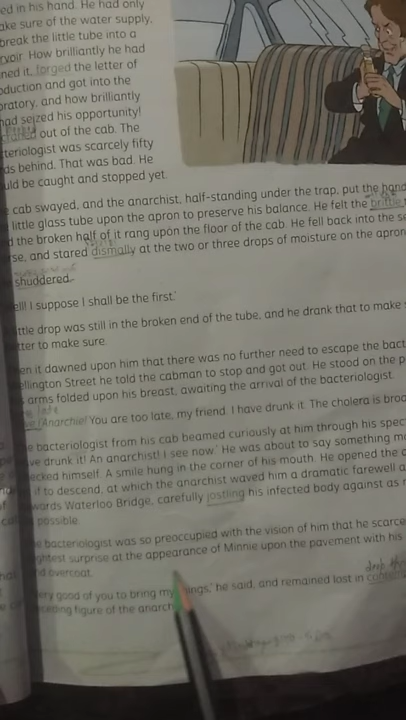 ed in his hand. He had only
ake sure of the water supply,
break the little tube into a
rvoir. How brilliantly he had
ned it, forged the letter of
oduction and got into the
oratory, and how brilliantly
had seized his opportunity!
out of the cab. The
teriologist was scarcely fifty
ds behind. That was bad. He
uld be caught and stopped yet.
cab swayed, and the anarchist, half-standing under the trap, put the hand
little glass tube upon the apron to preserve his balance. He felt the brittle
d the broken half of it rang upon the floor of the cab. He fell back into the se
rse, and stared dismally at the two or three drops of moisture on the apron
shuddered.
ell! I suppose I shall be the first.'
ittle drop was still in the broken end of the tube, and he drank that to make
tter to make sure.
en it dawned upon him that there was no further need to escape the bact
ellington Street he told the cabman to stop and got out. He stood on the p
arms folded upon his breast, awaiting the arrival of the bacteriologist.
late
Anarchie! You are too late, my friend. I have drunk it. The cholera is broa
e bacteriologist from his cab beamed curiously at him through his spec
ve drunk it! An anarchist! I see now.' He was about to say something m
ecked himself. A smile hung in the corner of his mouth. He opened the
if to descend, at which the anarchist waved him a dramatic farewell a
wards Waterloo Bridge, carefully jostling his infected body against as
possible.
e bacteriologist was so preoccupied with the vision of him that he scarce
ghtest surprise at the appearance of Minnie upon the pavement with his
d overcoat.
ery good of you to bring my things,' he said, and remained lost in
ceding figure of the anarch